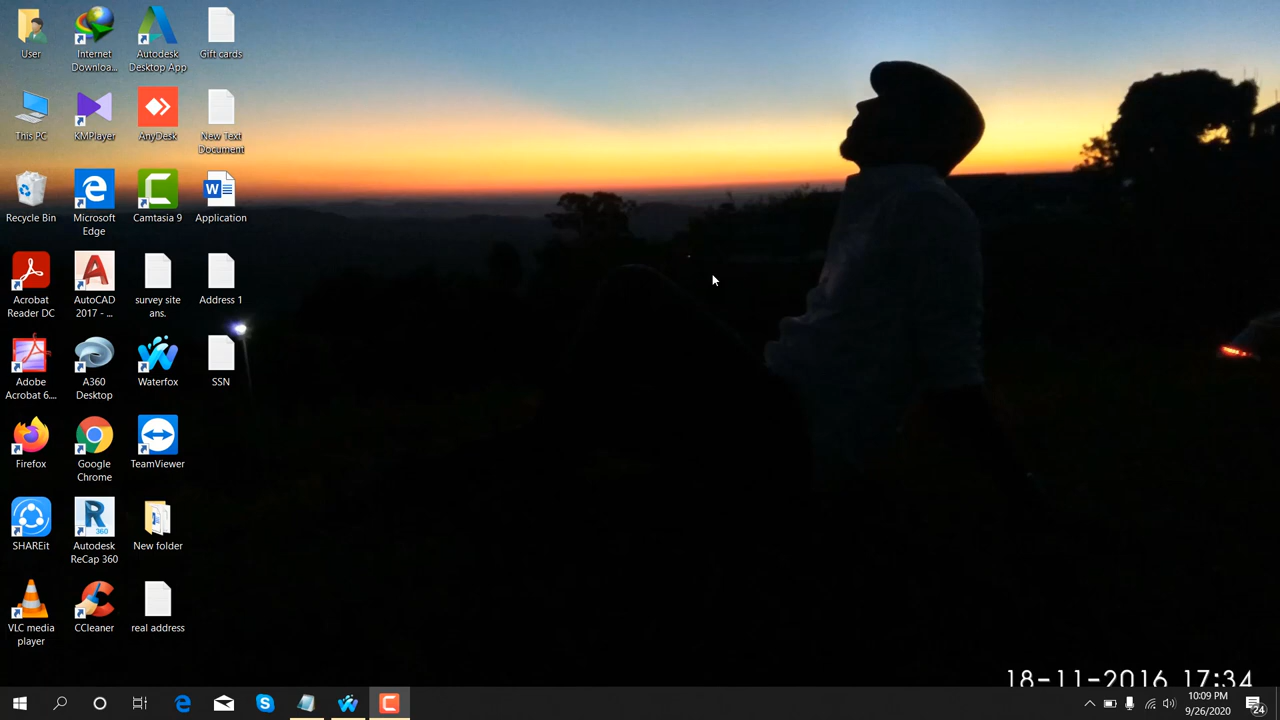 User
Internet
Downloa...
Autodesk
Desktop App
Gift cards
This PC
KMPlayer
AnyDesk
New Text
Document
Recycle Bin
Microsoft
Edge
Camtasia 9
Application
Acrobat
Reader DC
AutoCAD
2017 - ...
survey site
ans.
Address 1
Adobe
Acrobat 6....
A360
Desktop
Waterfox
SSN
Firefox
Google
Chrome
TeamViewer
SHAREit
Autodesk
ReCap 360
New folder
VLC media
player
CCleaner
real address
18-11-2016 17:34
10:09 PM
9/26/2020
24